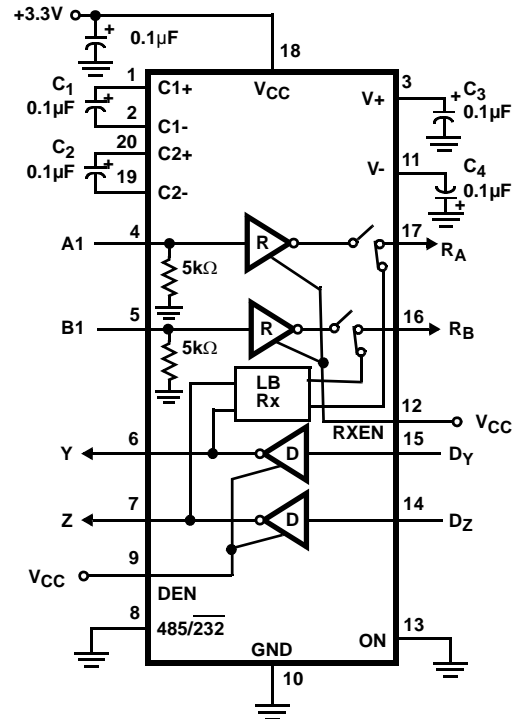 +3.3V
0.1µF
18
1
C1
0.1µF
C1+
VCC
3
V+
C3
0.1µF
2
C1-
20
C2
0.1µF
C2+
19
C2-
11
V-
C4
0.1µF
A1
4
R
17
RA
5kΩ
B1
5
R
16
RB
5kΩ
LB
Rx
12
RXEN
VCC
Y
6
D
15
DY
Z
7
D
14
DZ
9
VCC
DEN
8
485/232
13
ON
GND
10